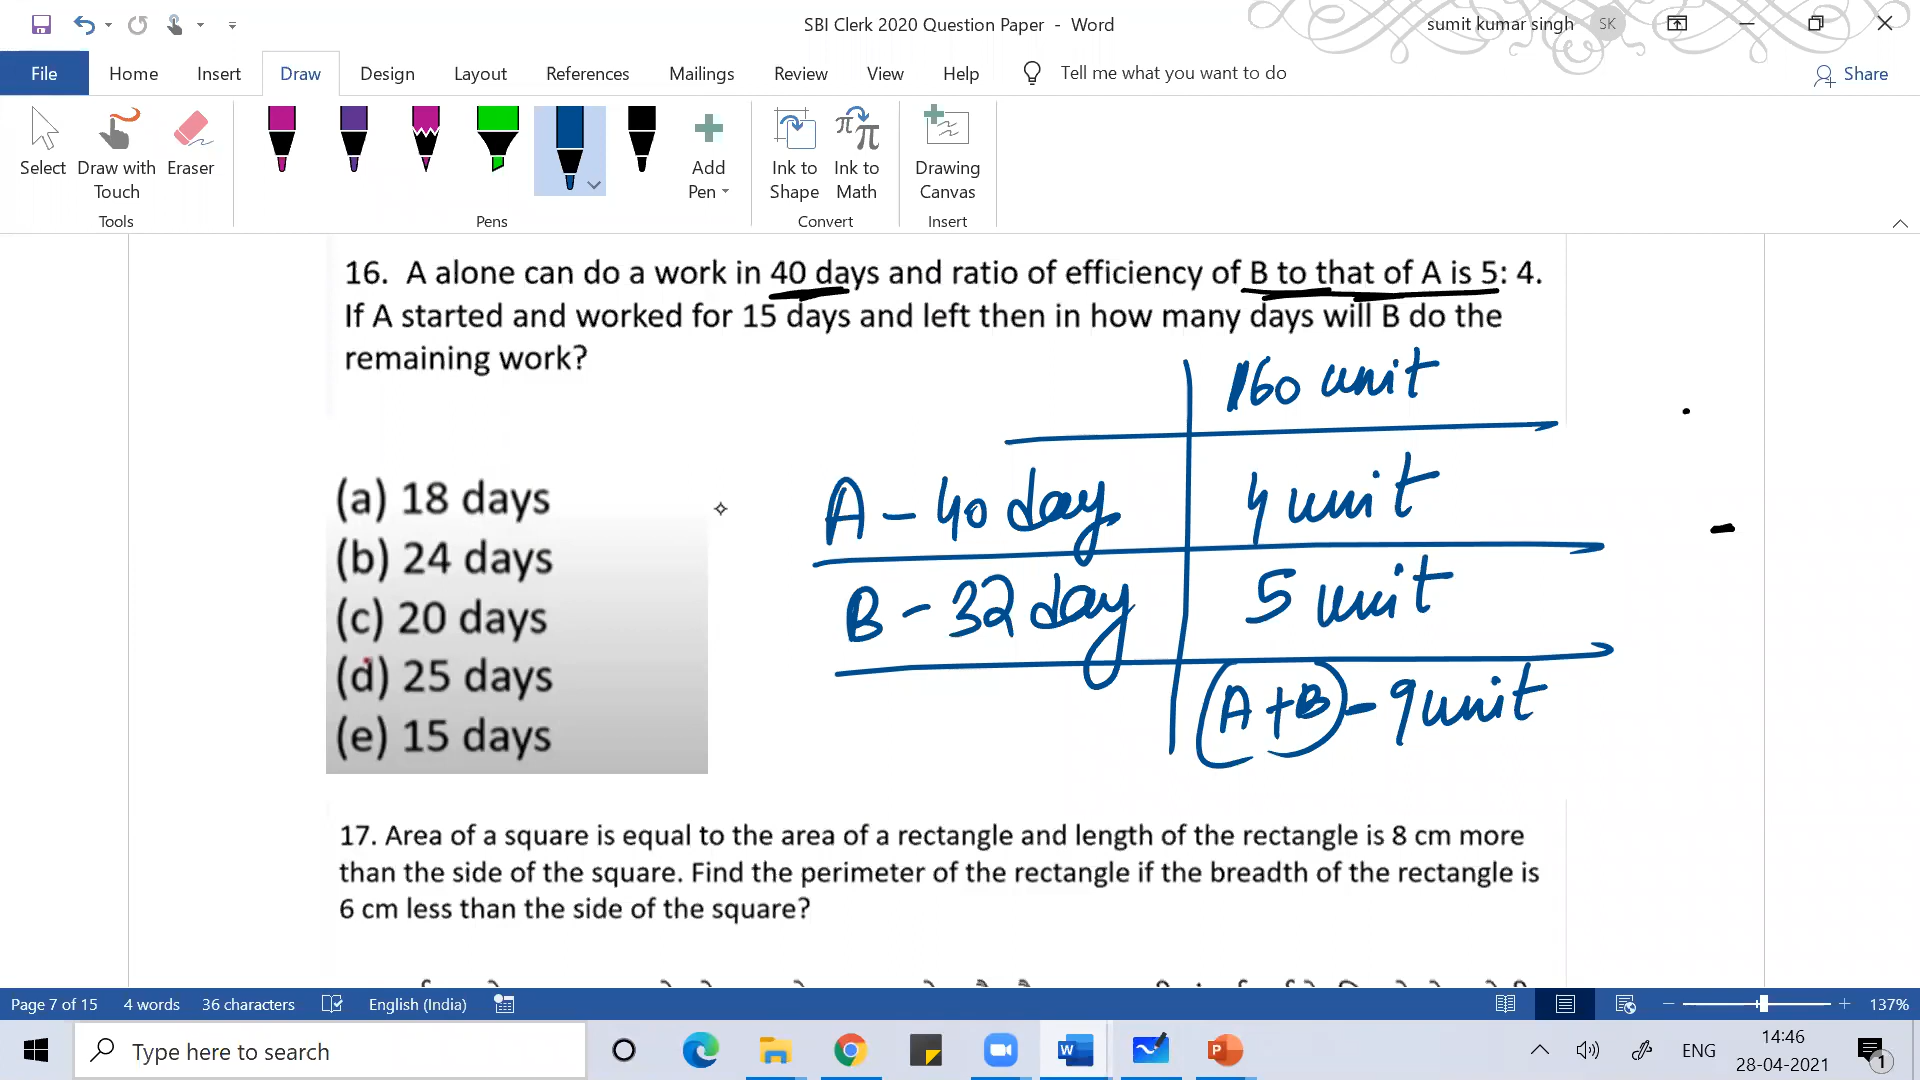 SBI Clerk 2020 Question Paper - Word
sumit kumar singh SK
File Home Insert Draw Design Layout References Mailings Review View Help Tell me what you want to do Share
Select Draw with Touch Eraser Add Pen Ink to Shape Ink to Math Drawing Canvas
Tools Pens Convert Insert
16. A alone can do a work in 40 days and ratio of efficiency of B to that of A is 5: 4.
If A started and worked for 15 days and left then in how many days will B do the
remaining work?
160 unit
(a) 18 days
A - 40 day 4 unit
(b) 24 days
(c) 20 days
B - 32 day 5 unit
(d) 25 days
(A+B) - 9 unit
(e) 15 days
17. Area of a square is equal to the area of a rectangle and length of the rectangle is 8 cm more
than the side of the square. Find the perimeter of the rectangle if the breadth of the rectangle is
6 cm less than the side of the square?
Page 7 of 15 4 words 36 characters English (India) 137%
Type here to search ENG 14:46
28-04-2021 1